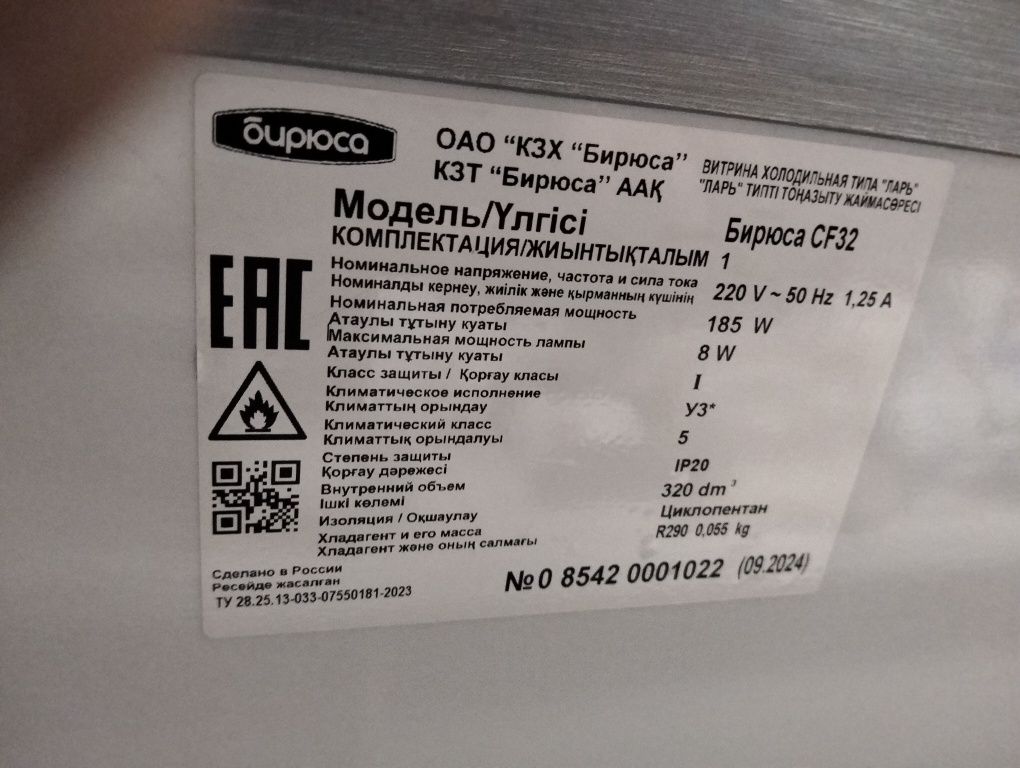 бирюса
ОАО "КЗХ "Бирюса"
КЗТ "Бирюса" ААҚ
ВИТРИНА ХОЛОДИЛЬНАЯ ТИПА "ЛАРЬ"
"ЛАРЬ" ТИПТІ ТОҢАЗЫТУ ЖАЙМАСӨРЕСІ
Модель/Үлгісі Бирюса CF32
КОМПЛЕКТАЦИЯ/ЖИЫНТЫҚТАЛЫМ 1
Номинальное напряжение, частота и сила тока
Номиналды кернеу, жиілік және қырманның күшінің 220 V ~ 50 Hz 1,25 A
Номинальная потребляемая мощность
Атаулы тұтыну қуаты 185 W
Максимальная мощность лампы
Атаулы тұтыну қуаты 8 W
Класс защиты / Қорғау класы I
Климатическое исполнение
Климаттың орындау У3*
Климатический класс
Климаттық орындалуы 5
Степень защиты
Қорғау дәрежесі IP20
Внутренний объем
Ішкі көлемі 320 dm³
Изоляция / Оқшаулау Циклопентан
Хладагент и его масса
Хладагент және оның салмағы R290 0,055 kg
EAC
Сделано в России
Ресейде жасалған
ТУ 28.25.13-033-07550181-2023
№0 8542 0001022 (09.2024)